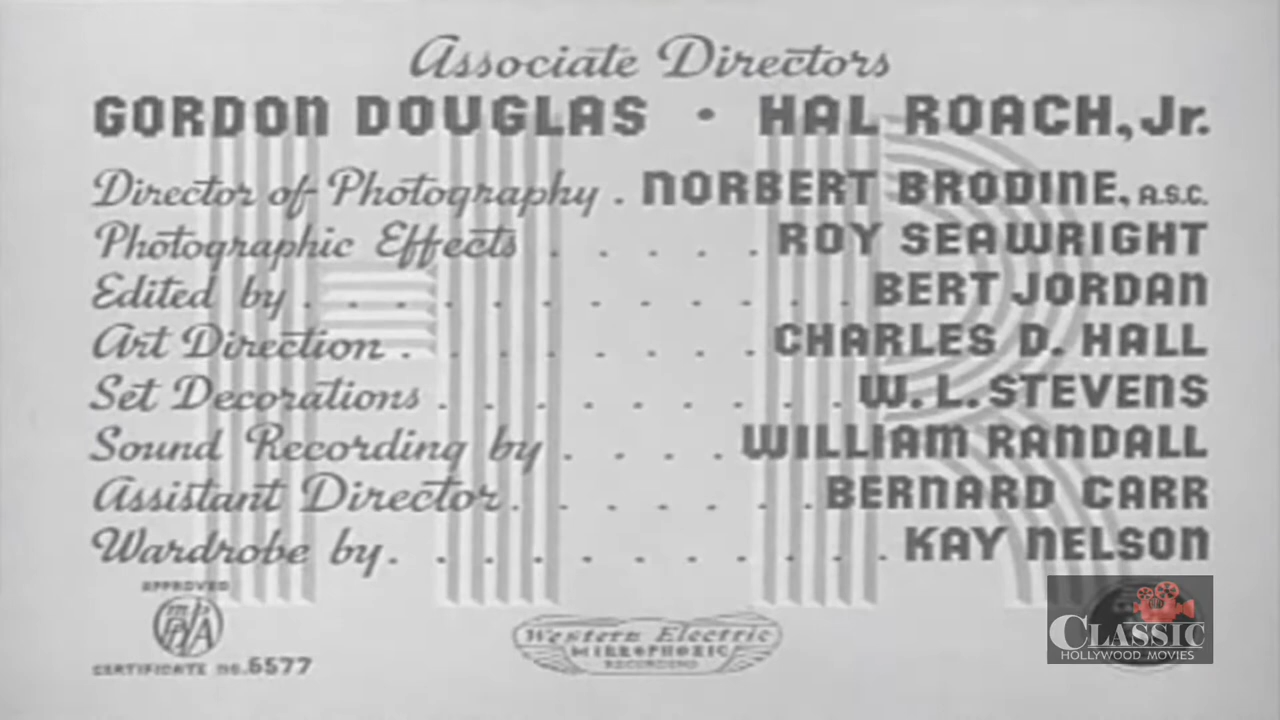 Associate Directors
GORDON DOUGLAS • HAL ROACH, Jr.
Director of Photography . NORBERT BRODINE, A.S.C.
Photographic Effects . . . . . ROY SEAWRIGHT
Edited by . . . . . . . . . . . . BERT JORDAN
Art Direction . . . . . . . . CHARLES D. HALL
Set Decorations . . . . . . . . . W. L. STEVENS
Sound Recording by . . . . WILLIAM RANDALL
Assistant Director . . . . . . . BERNARD CARR
Wardrobe by . . . . . . . . . . . KAY NELSON
APPROVED
MPPDA
CERTIFICATE no. 6577
Western Electric
MIRROPHONIC
RECORDING
CLASSIC
HOLLYWOOD MOVIES